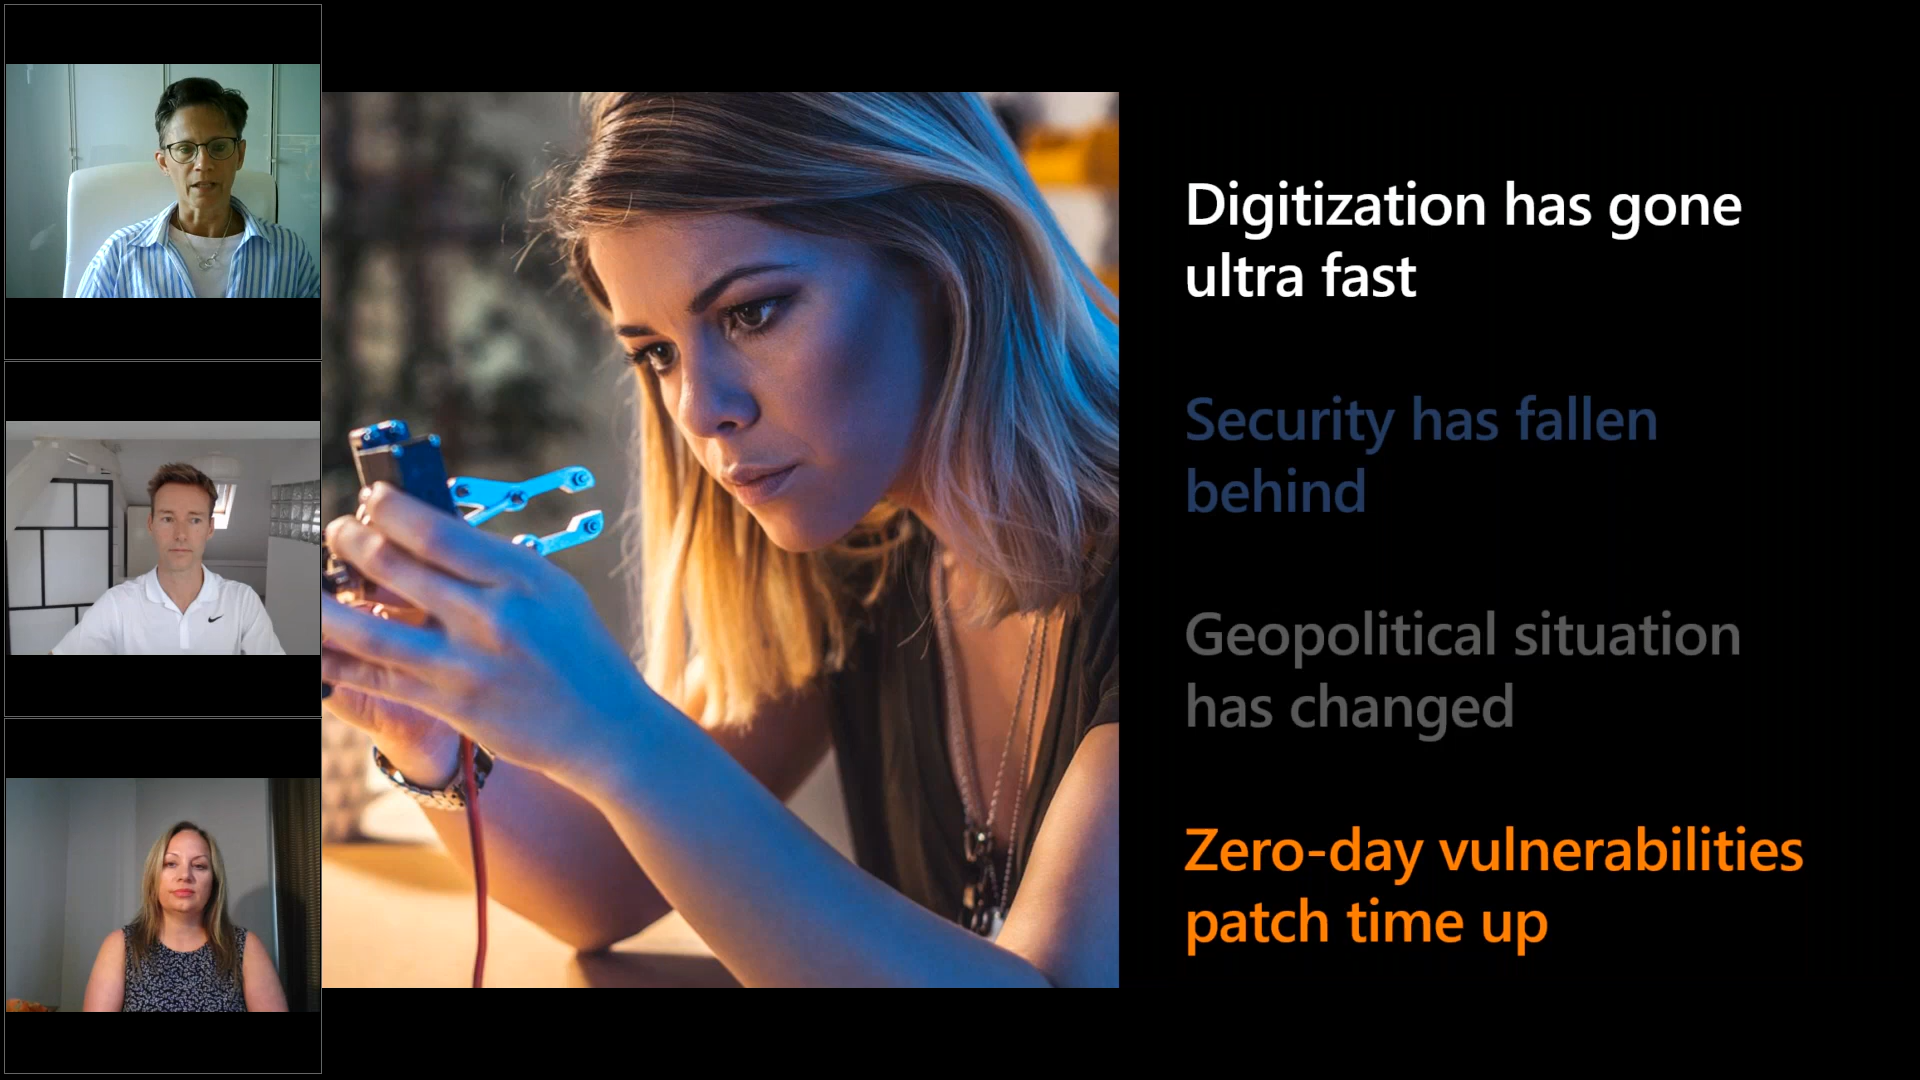 Digitization has gone
ultra fast
Security has fallen
behind
Geopolitical situation
has changed
Zero-day vulnerabilities
patch time up